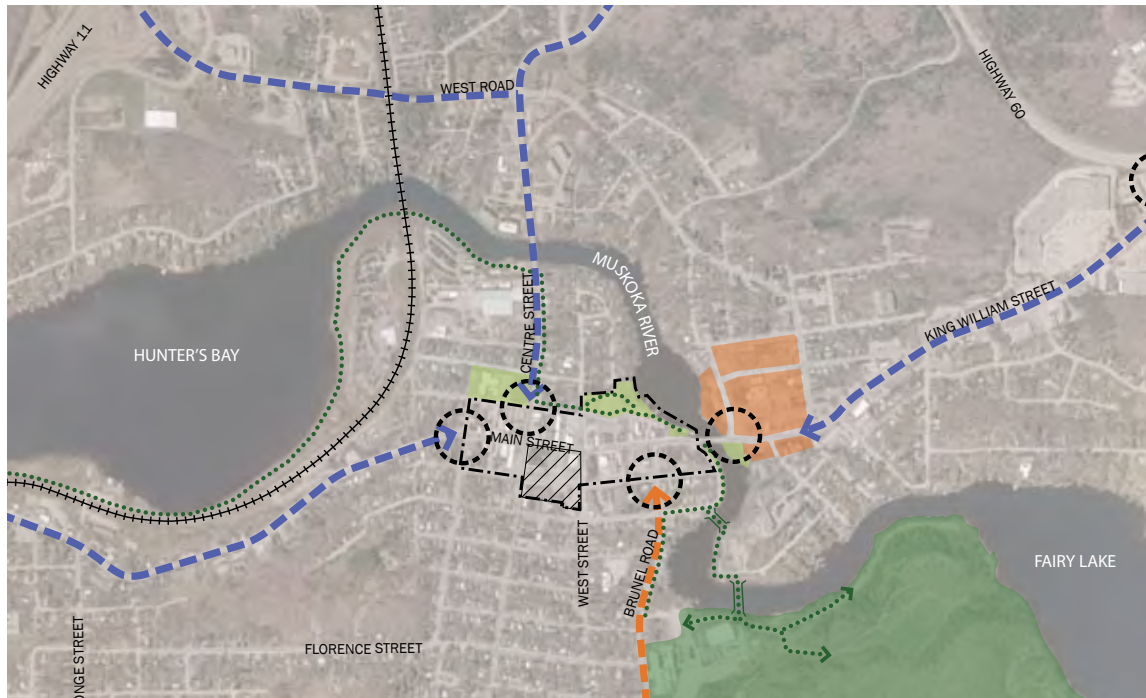 HIGHWAY 11
WEST ROAD
HIGHWAY 60
MUSKOKA RIVER
CENTRE STREET
KING WILLIAM STREET
HUNTER'S BAY
MAIN STREET
WEST STREET
BRUNEL ROAD
FAIRY LAKE
FLORENCE STREET
ONGE STREET